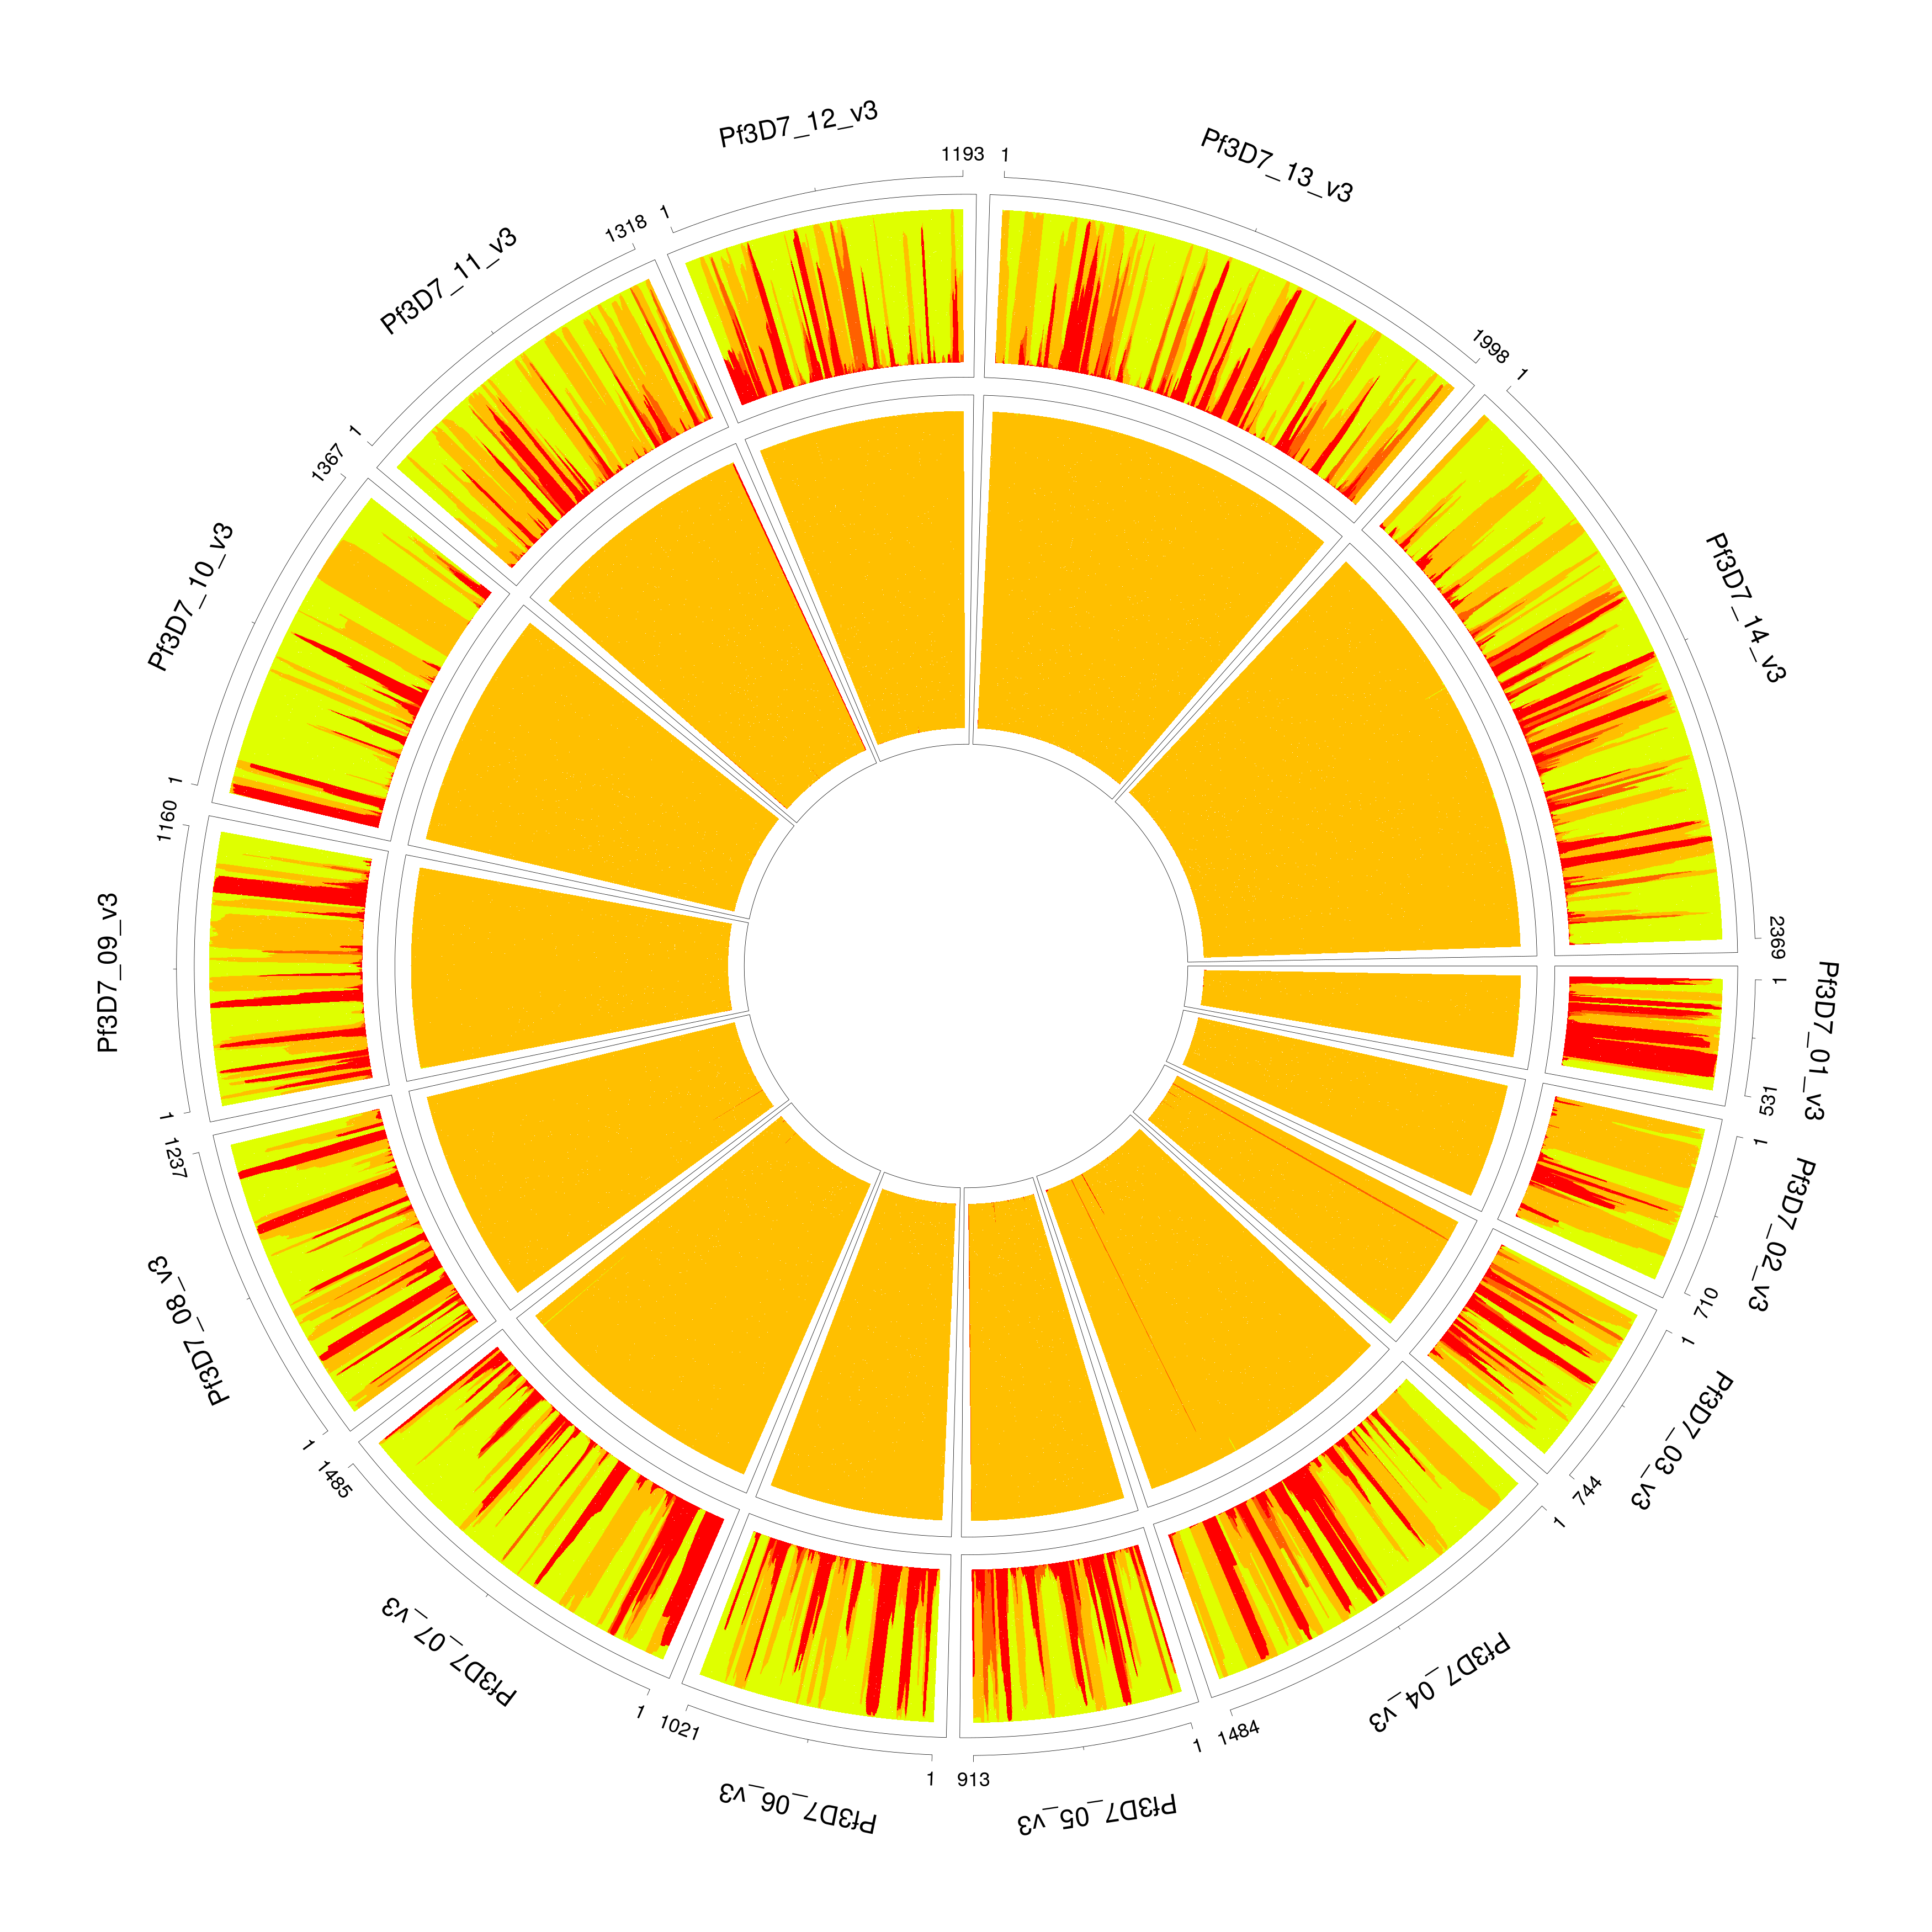 Pf3D7_01_v3
1
531
Pf3D7_02_v3
1
710
Pf3D7_03_v3
1
744
Pf3D7_04_v3
1
1484
Pf3D7_05_v3
1
913
Pf3D7_06_v3
1
1021
Pf3D7_07_v3
1
1485
Pf3D7_08_v3
1
1237
Pf3D7_09_v3
1
1160
Pf3D7_10_v3
1
1367
Pf3D7_11_v3
1
1318
Pf3D7_12_v3
1
1193
Pf3D7_13_v3
1
1998
Pf3D7_14_v3
1
2369